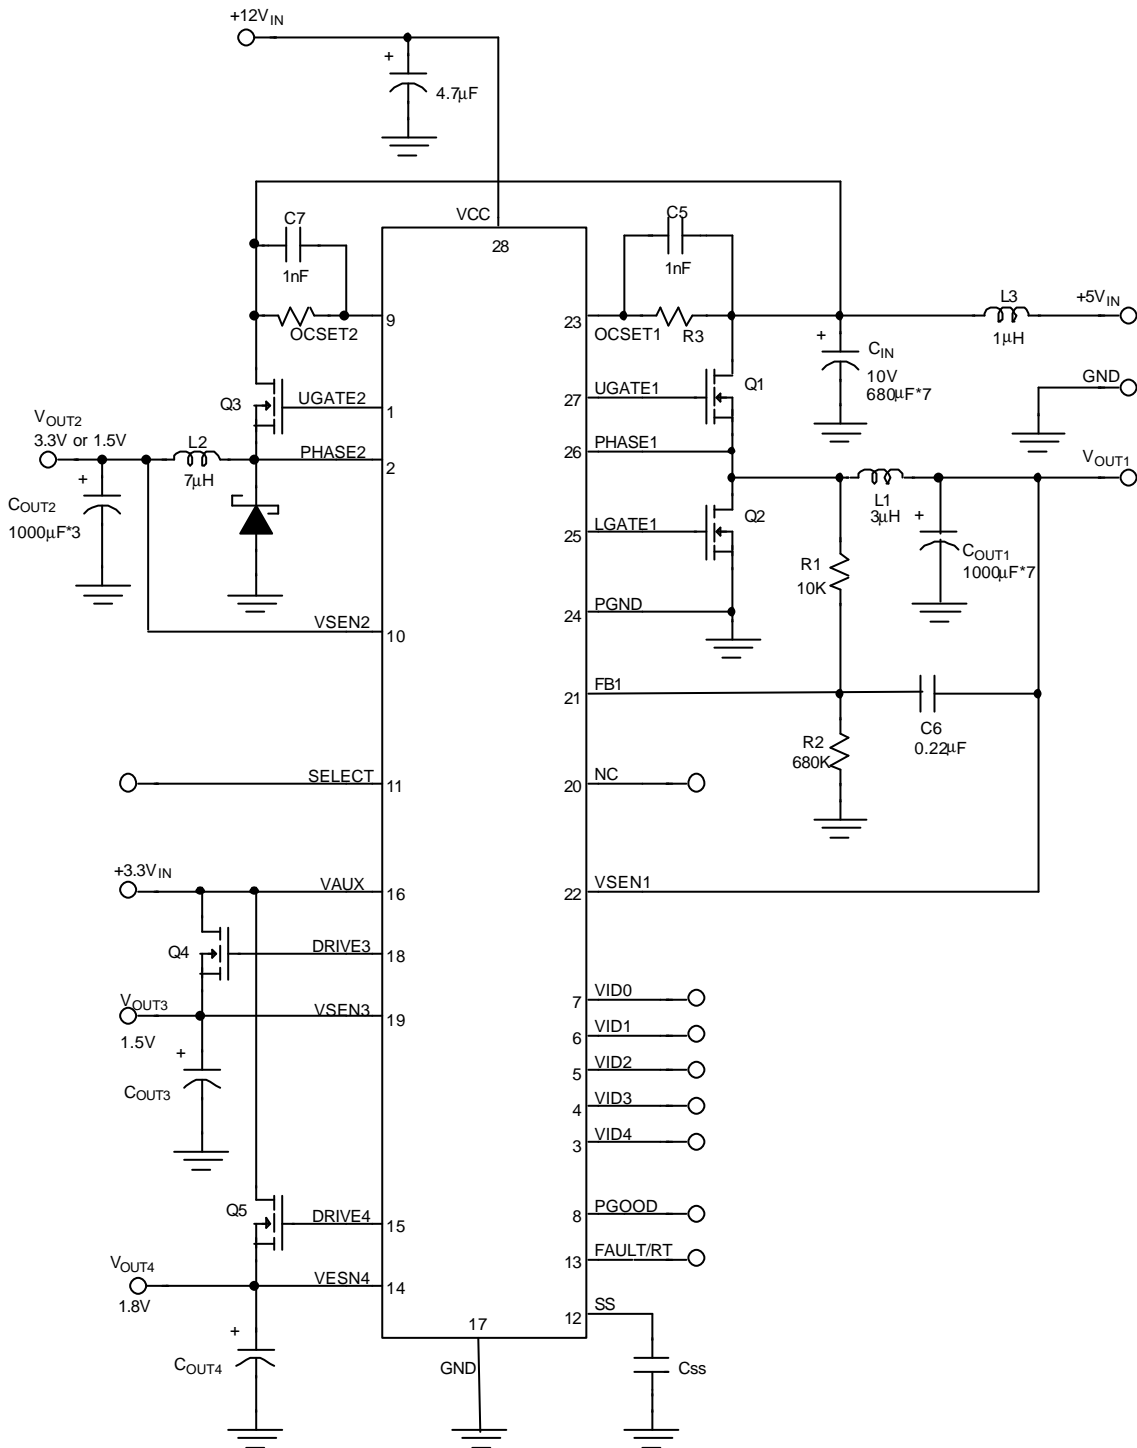 +12VIN
+
4.7µF
VCC
28
C7
1nF
OCSET2
9
C5
1nF
23
OCSET1
R3
L3
1µH
+5VIN
+
CIN
10V
680µF*7
GND
Q3
UGATE2
1
UGATE1
27
Q1
VOUT2
3.3V or 1.5V
L2
7µH
PHASE2
2
PHASE1
26
VOUT1
+
COUT2
1000µF*3
LGATE1
25
Q2
L1
3µH
+
COUT1
1000µF*7
R1
10K
PGND
24
VSEN2
10
FB1
21
C6
0.22µF
R2
680K
SELECT
11
NC
20
+3.3VIN
VAUX
16
VSEN1
22
Q4
DRIVE3
18
VOUT3
1.5V
VSEN3
19
+
COUT3
VID0
7
VID1
6
VID2
5
VID3
4
VID4
3
Q5
DRIVE4
15
PGOOD
8
FAULT/RT
13
VOUT4
1.8V
VESN4
14
SS
12
+
COUT4
17
GND
Css